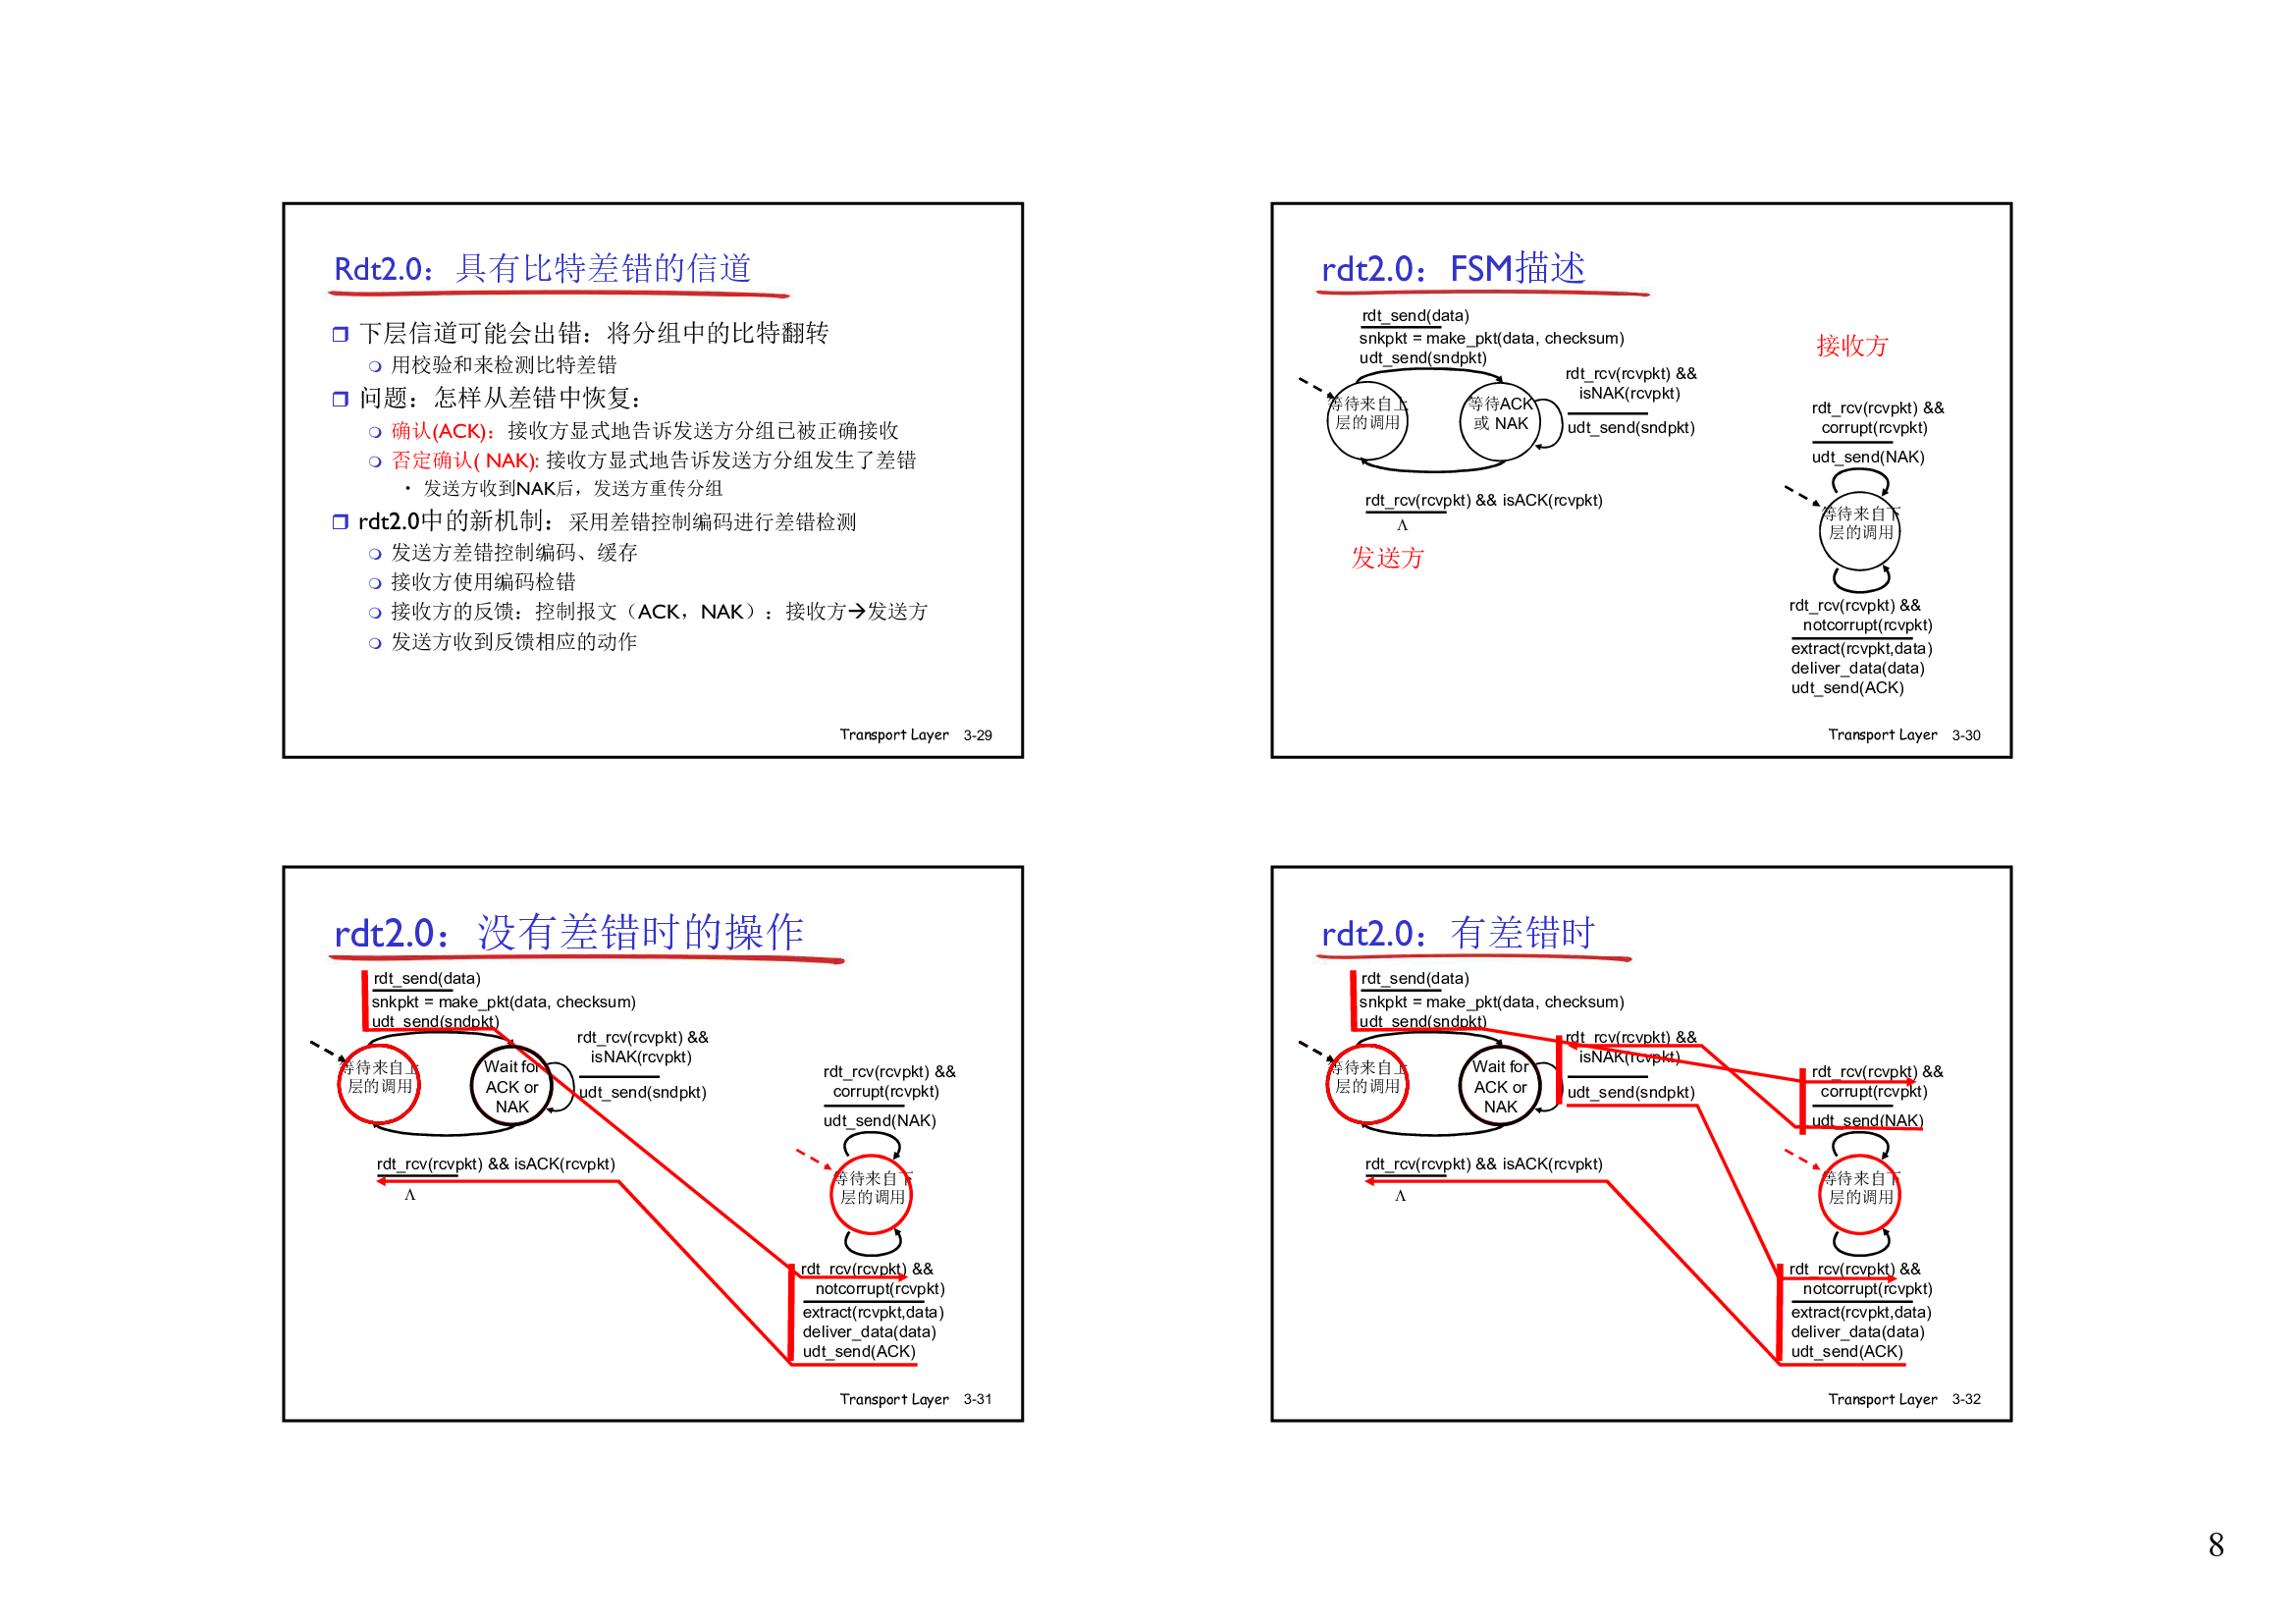 Rdt2.0：具有比特差错的信道
下层信道可能会出错：将分组中的比特翻转
用校验和来检测比特差错
问题：怎样从差错中恢复：
确认(ACK)：接收方显式地告诉发送方分组已被正确接收
否定确认( NAK): 接收方显式地告诉发送方分组发生了差错
• 发送方收到NAK后，发送方重传分组
rdt2.0中的新机制：采用差错控制编码进行差错检测
发送方差错控制编码、缓存
接收方使用编码检错
接收方的反馈：控制报文（ACK，NAK）：接收方→发送方
发送方收到反馈相应的动作
Transport Layer 3-29
rdt2.0：FSM描述
rdt_send(data)
snkpkt = make_pkt(data, checksum)
udt_send(sndpkt)
等待来自上
层的调用
等待ACK
或 NAK
rdt_rcv(rcvpkt) &&
isNAK(rcvpkt)
udt_send(sndpkt)
rdt_rcv(rcvpkt) && isACK(rcvpkt)
Λ
发送方
接收方
rdt_rcv(rcvpkt) &&
corrupt(rcvpkt)
udt_send(NAK)
等待来自下
层的调用
rdt_rcv(rcvpkt) &&
notcorrupt(rcvpkt)
extract(rcvpkt,data)
deliver_data(data)
udt_send(ACK)
Transport Layer 3-30
rdt2.0：没有差错时的操作
rdt_send(data)
snkpkt = make_pkt(data, checksum)
udt_send(sndpkt)
等待来自上
层的调用
Wait for
ACK or
NAK
rdt_rcv(rcvpkt) &&
isNAK(rcvpkt)
udt_send(sndpkt)
rdt_rcv(rcvpkt) && isACK(rcvpkt)
Λ
rdt_rcv(rcvpkt) &&
corrupt(rcvpkt)
udt_send(NAK)
等待来自下
层的调用
rdt_rcv(rcvpkt) &&
notcorrupt(rcvpkt)
extract(rcvpkt,data)
deliver_data(data)
udt_send(ACK)
Transport Layer 3-31
rdt2.0：有差错时
rdt_send(data)
snkpkt = make_pkt(data, checksum)
udt_send(sndpkt)
等待来自上
层的调用
Wait for
ACK or
NAK
rdt_rcv(rcvpkt) &&
isNAK(rcvpkt)
udt_send(sndpkt)
rdt_rcv(rcvpkt) && isACK(rcvpkt)
Λ
rdt_rcv(rcvpkt) &&
corrupt(rcvpkt)
udt_send(NAK)
等待来自下
层的调用
rdt_rcv(rcvpkt) &&
notcorrupt(rcvpkt)
extract(rcvpkt,data)
deliver_data(data)
udt_send(ACK)
Transport Layer 3-32
8